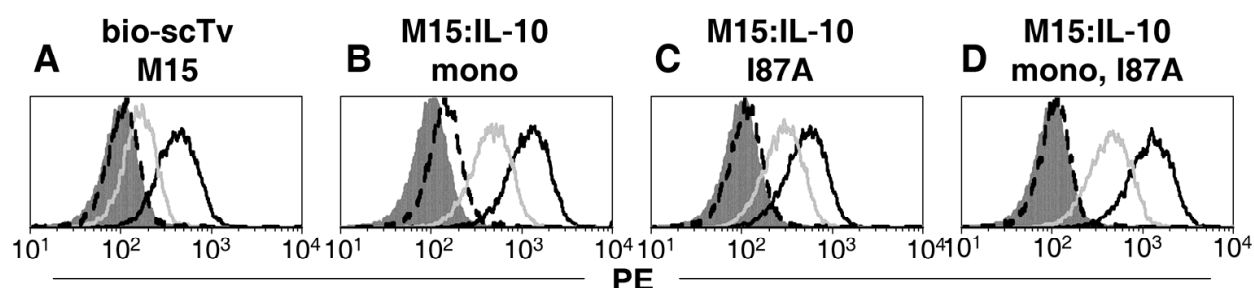 A bio-scTv
M15
B M15:IL-10
mono
C M15:IL-10
I87A
D M15:IL-10
mono, I87A
10¹ 10² 10³ 10⁴ 10¹ 10² 10³ 10⁴ 10¹ 10² 10³ 10⁴ 10¹ 10² 10³ 10⁴
PE